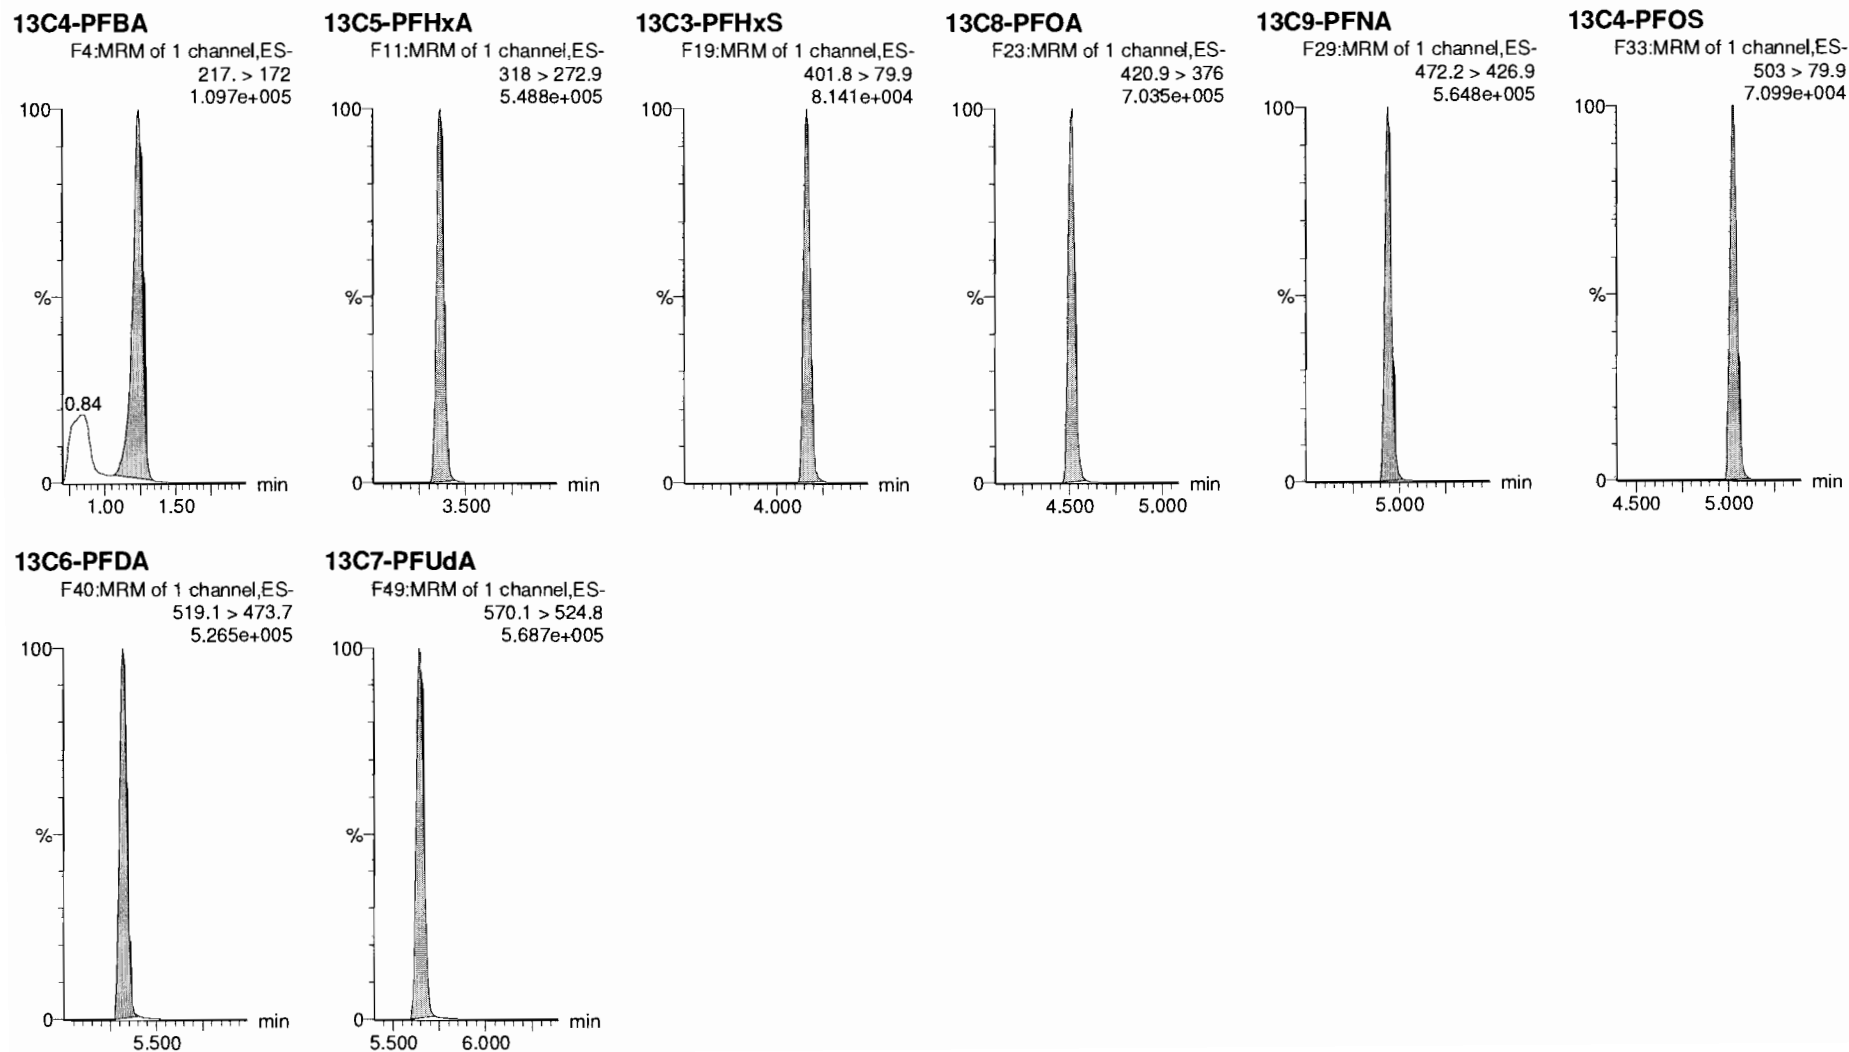 13C4-PFBA
F4:MRM of 1 channel,ES-
217. > 172
1.097e+005
100
%
0.84
0
min
1.00 1.50
13C5-PFHxA
F11:MRM of 1 channel,ES-
318 > 272.9
5.488e+005
100
%
0
min
3.500
13C3-PFHxS
F19:MRM of 1 channel,ES-
401.8 > 79.9
8.141e+004
100
%
0
min
4.000
13C8-PFOA
F23:MRM of 1 channel,ES-
420.9 > 376
7.035e+005
100
%
0
min
4.500 5.000
13C9-PFNA
F29:MRM of 1 channel,ES-
472.2 > 426.9
5.648e+005
100
%
0
min
5.000
13C4-PFOS
F33:MRM of 1 channel,ES-
503 > 79.9
7.099e+004
100
%
0
min
4.500 5.000
13C6-PFDA
F40:MRM of 1 channel,ES-
519.1 > 473.7
5.265e+005
100
%
0
min
5.500
13C7-PFUdA
F49:MRM of 1 channel,ES-
570.1 > 524.8
5.687e+005
100
%
0
min
5.500 6.000